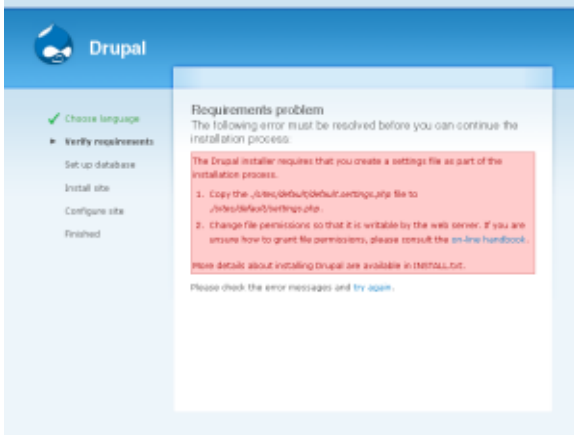 Drupal
Choose language
Verify requirements
Set up database
Install site
Configure site
Finished
Requirements problem
The following error must be resolved before you can continue the
installation process:
The Drupal installer requires that you create a settings file as part of the
installation process.
1. Copy the ./sites/default/default.settings.php file to
./sites/default/settings.php.
2. Change file permissions so that it is writable by the web server. If you are
unsure how to grant file permissions, please consult the on-line handbook.
More details about installing Drupal are available in INSTALL.txt.
Please check the error messages and try again.